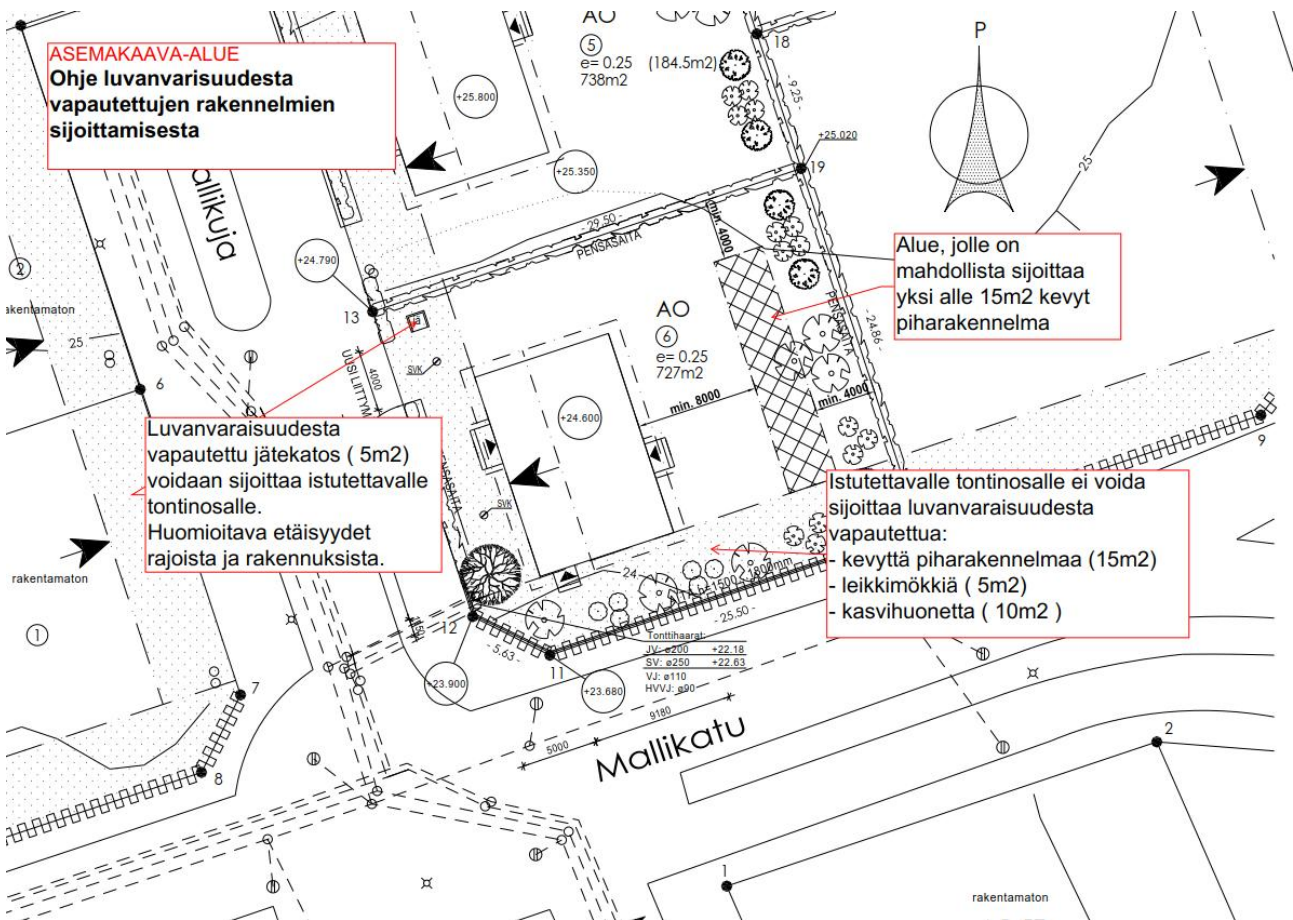 ASEMAKAAVA-ALUE
Ohje luvanvarisuudesta
vapautettujen rakennelmien
sijoittamisesta
AO
5
e= 0.25 (184.5m2)
738m2
+25.800
+25.350
18
- 9.25 -
+25.020
19
P
25
allikuja
2
akentamaton
25
6
+24.790
13
- 29.50 -
PENSASAITA
min. 4000
Alue, jolle on
mahdollista sijoittaa
yksi alle 15m2 kevyt
piharakennelma
AO
6
e= 0.25
727m2
PENSASAITA
- 24.86 -
UUSI LIITTYM
4000
SVK
+24.600
min. 8000
min. 4000
9
Luvanvaraisuudesta
vapautettu jätekatos ( 5m2)
voidaan sijoittaa istutettavalle
tontinosalle.
Huomioitava etäisyydet
rajoista ja rakennuksista.
PENSASAITA
SVK
Istutettavalle tontinosalle ei voida
sijoittaa luvanvaraisuudesta
vapautettua:
- kevyttä piharakennelmaa (15m2)
- leikkimökkiä ( 5m2)
- kasvihuonetta ( 10m2 )
rakentamaton
1
24
1800mm
- 25.50 -
12
11
- 5.63 -
Tonttihaarat:
JV: ø200 +22.18
SV: ø250 +22.63
VJ: ø110
HVVJ: ø90
+23.900
+23.680
7
8
5000
9180
Mallikatu
2
1
rakentamaton